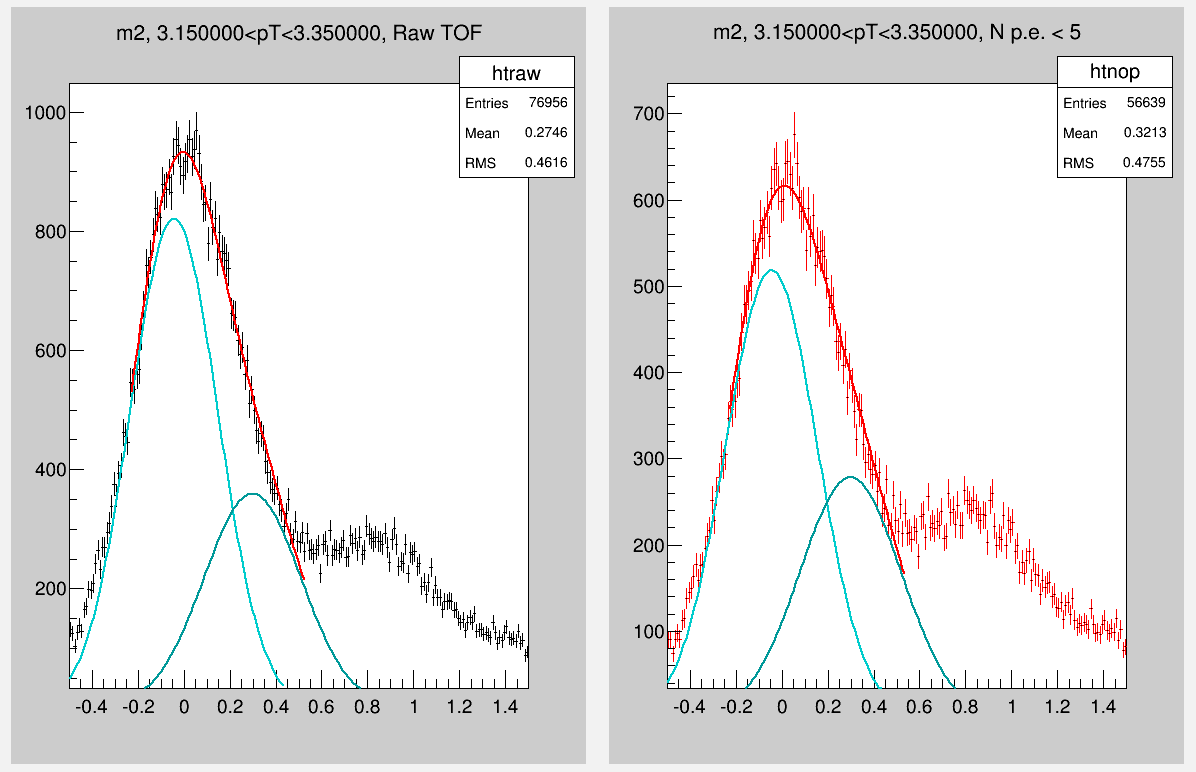 m2, 3.150000<pT<3.350000, Raw TOF
htraw
Entries 76956
Mean 0.2746
RMS 0.4616
1000
800
600
400
200
-0.4 -0.2 0 0.2 0.4 0.6 0.8 1 1.2 1.4
m2, 3.150000<pT<3.350000, N p.e. < 5
htnop
Entries 56639
Mean 0.3213
RMS 0.4755
700
600
500
400
300
200
100
-0.4 -0.2 0 0.2 0.4 0.6 0.8 1 1.2 1.4